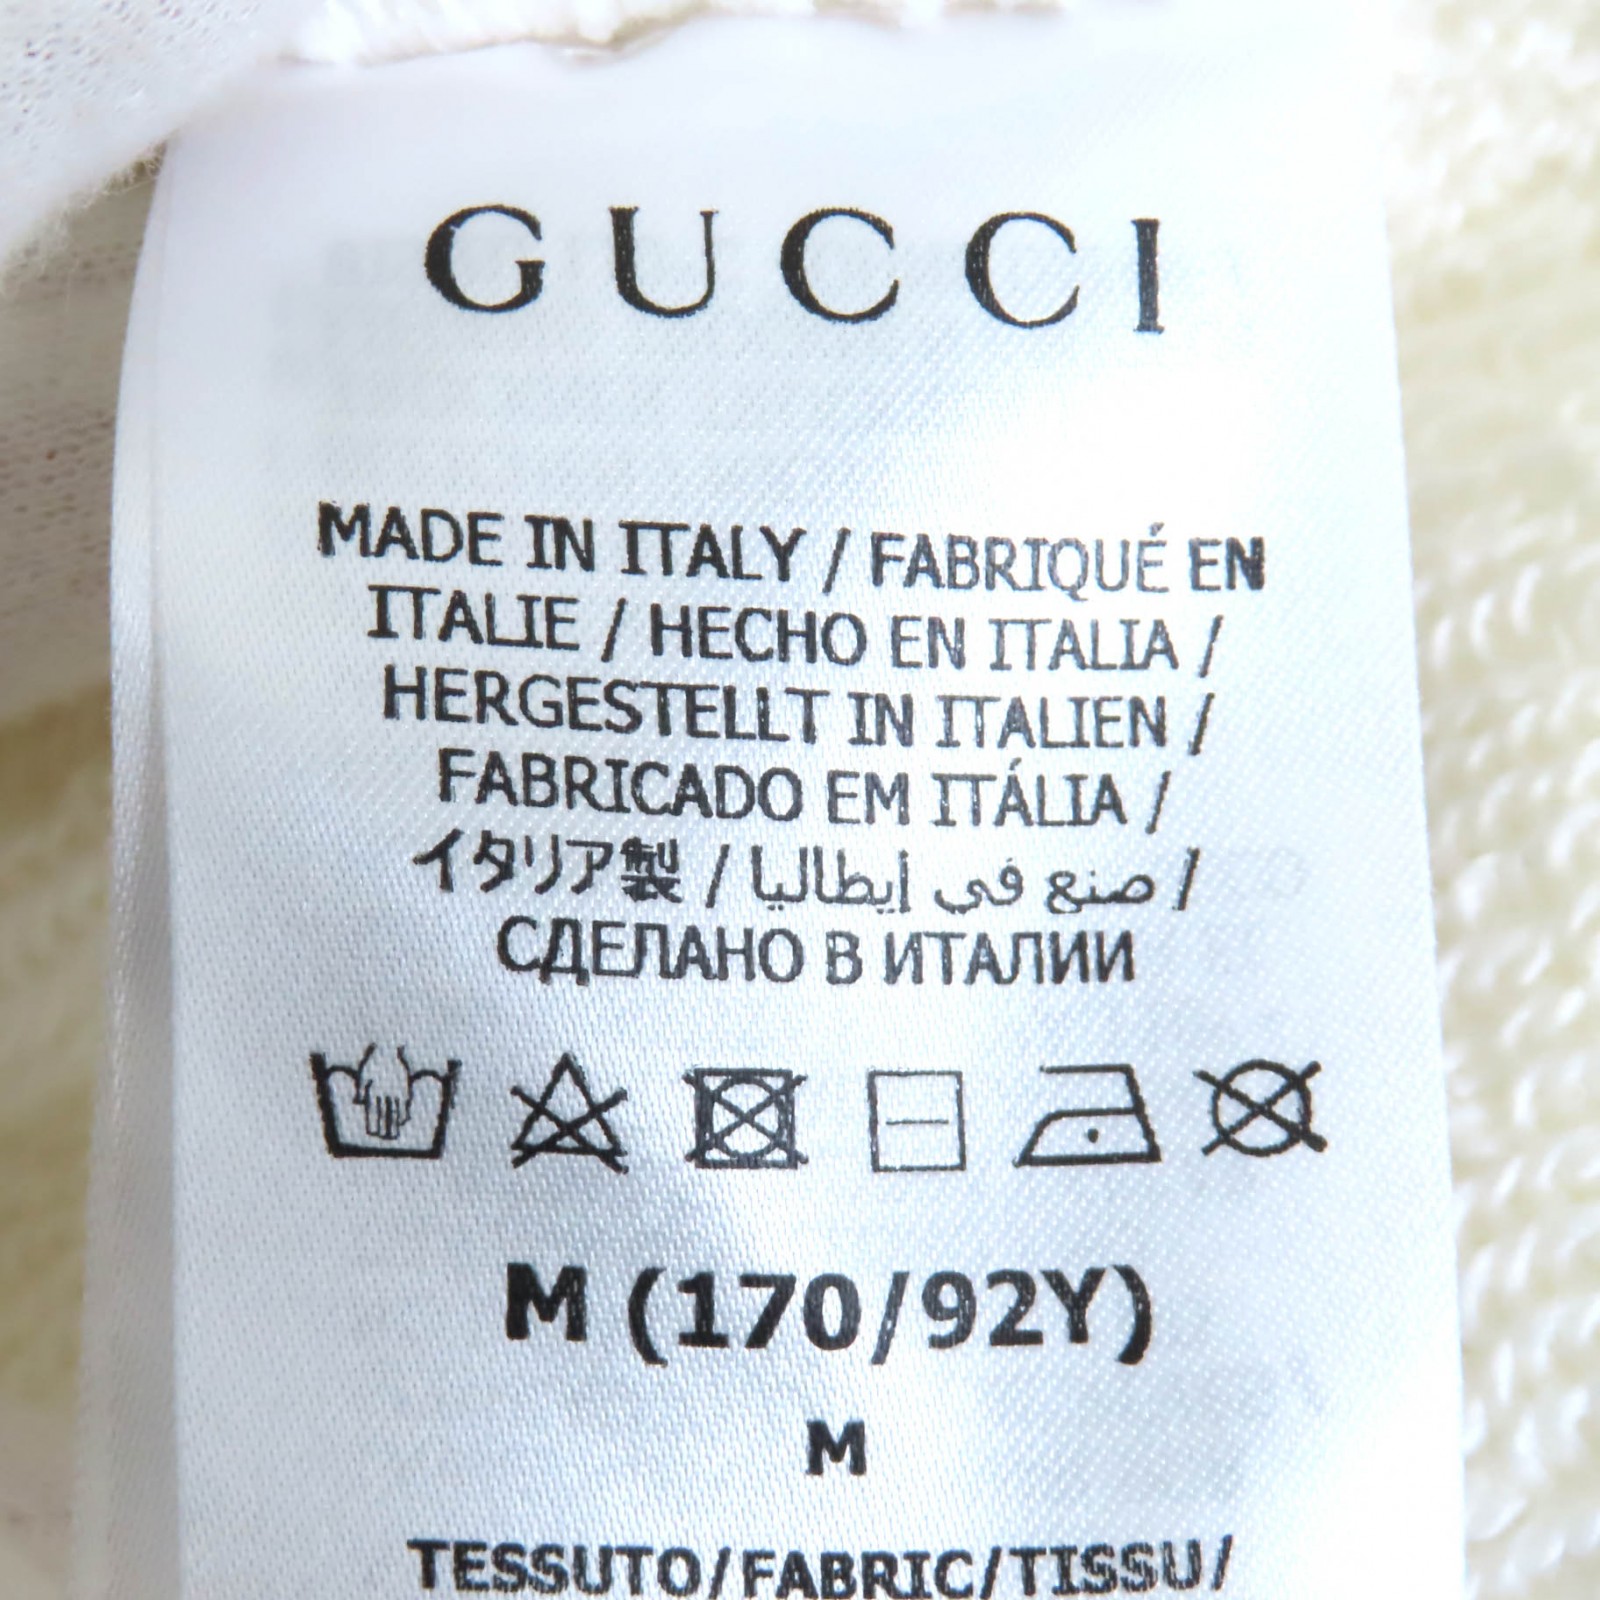 GUCCI
MADE IN ITALY / FABRIQUÉ EN
ITALIE / HECHO EN ITALIA /
HERGESTELLT IN ITALIEN /
FABRICADO EM ITÁLIA /
イタリア製 / صنع في إيطاليا /
СДЕЛАНО В ИТАЛИИ
M (170/92Y)
M
TESSUTO/FABRIC/TISSU/